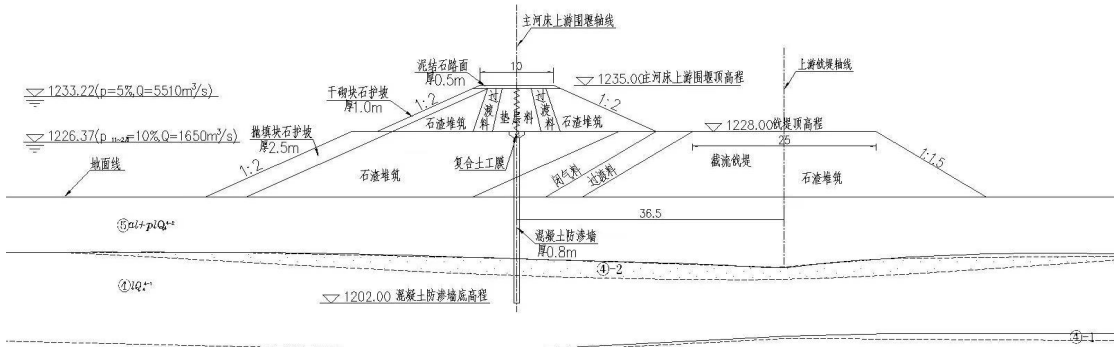 主河床上游围堰轴线
泥结石路面
厚0.5m
10
1235.00主河床上游围堰顶高程
上游戗堤轴线
1233.22(p=5%,Q=5510m³/s)
干砌块石护坡
厚1.0m
1:2
过渡料
垫层料
过渡料
1:2
石渣堆筑
石渣堆筑
1226.37(p =10%,Q=1650m³/s)
抛填块石护坡
厚2.5m
1228.00戗堤顶高程
25
1:2
复合土工膜
截流戗堤
1:1.5
地面线
石渣堆筑
闭气料
过渡料
石渣堆筑
36.5
⑤al+plQ
混凝土防渗墙
厚0.8m
④-2
④lQ
1202.00 混凝土防渗墙底高程
④-1